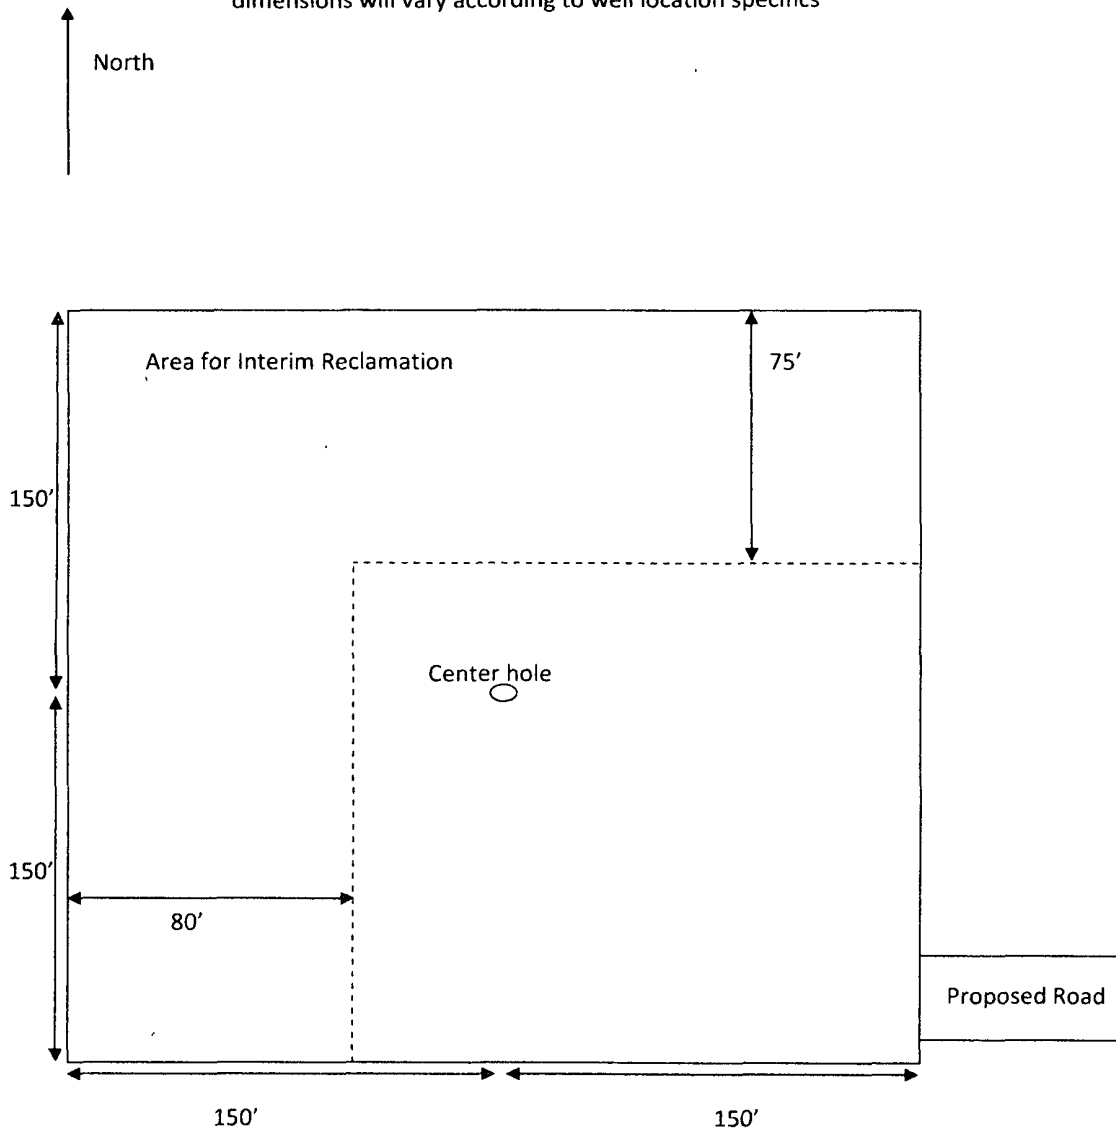 dimensions will vary according to well location specifics
North
Area for Interim Reclamation
75'
150'
Center hole
150'
80'
Proposed Road
150'
150'